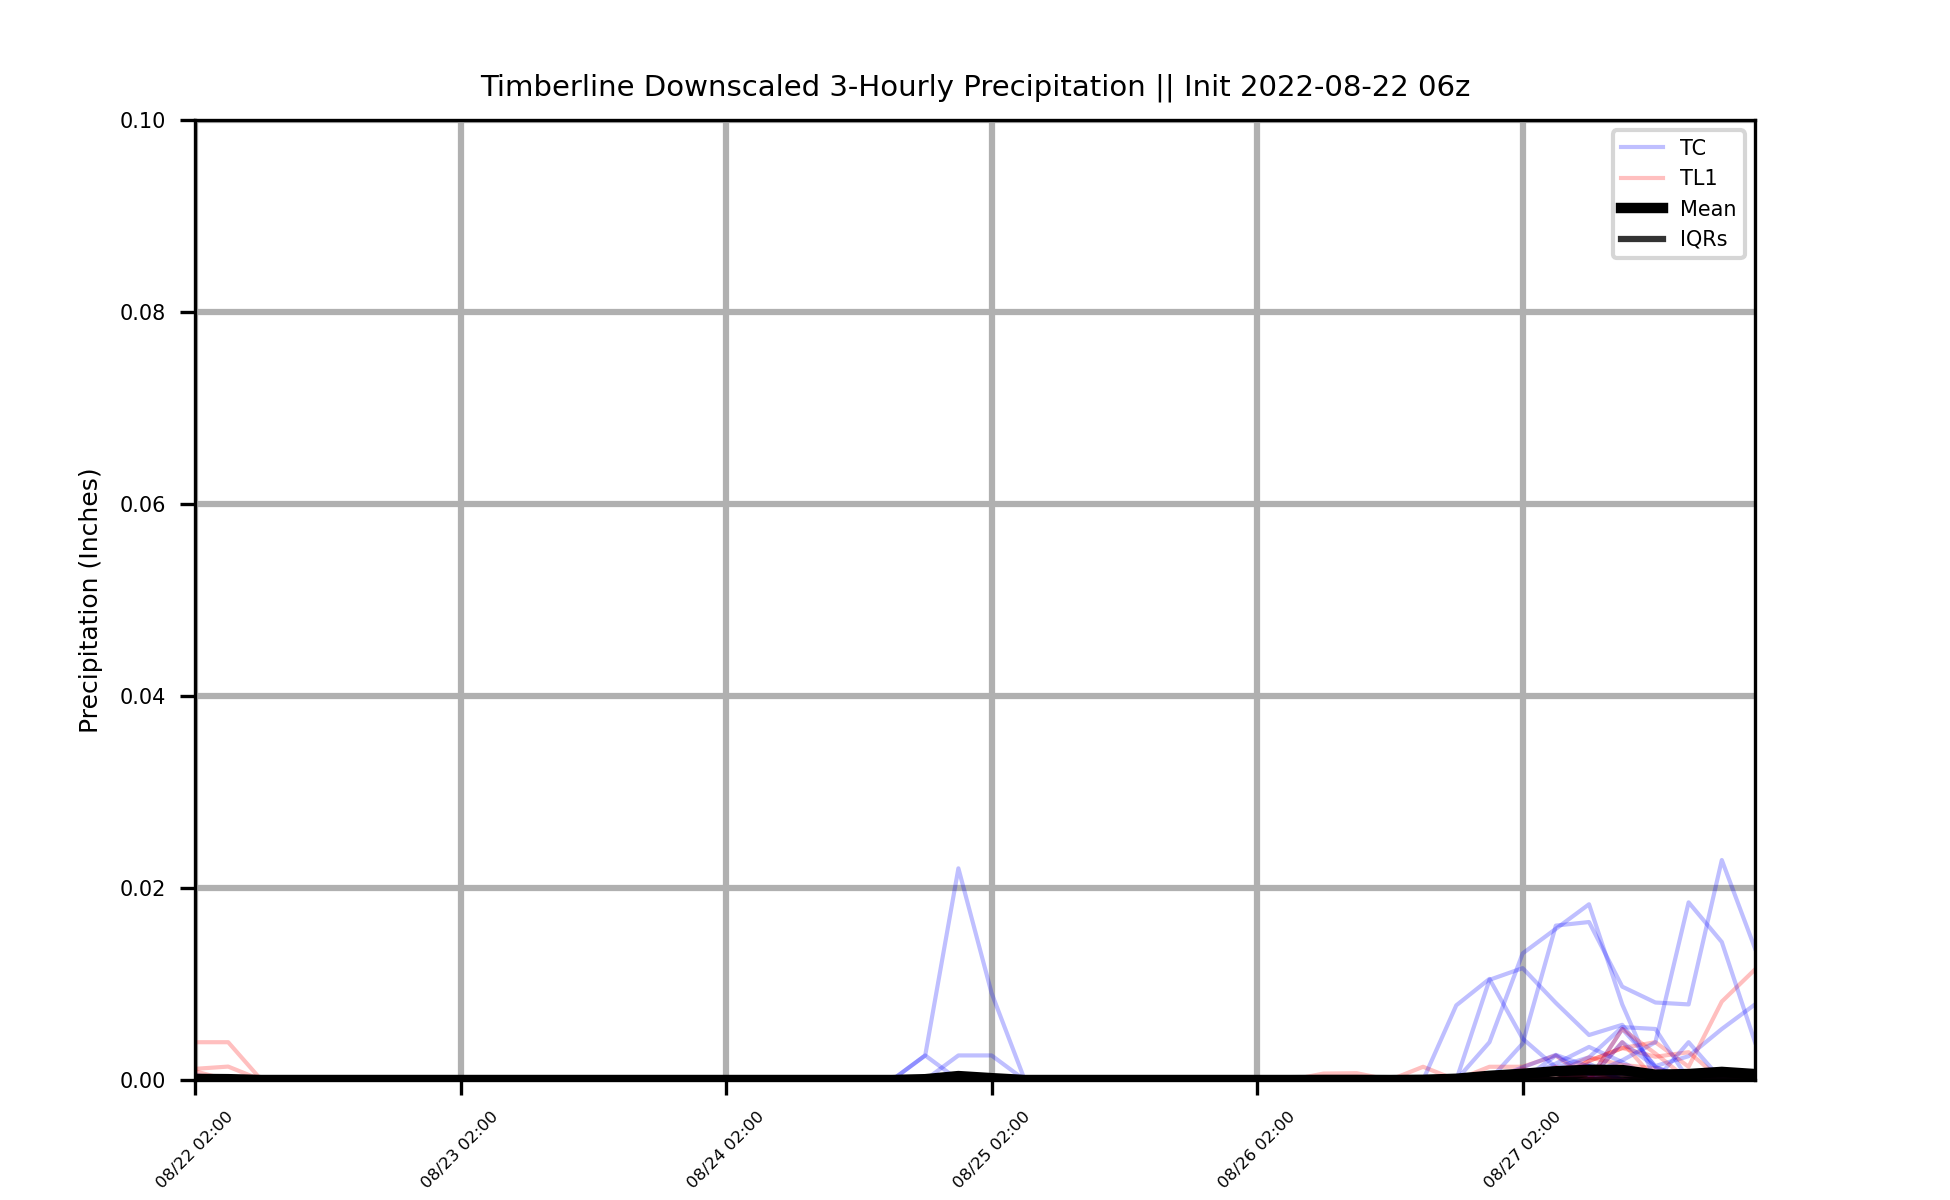 Timberline Downscaled 3-Hourly Precipitation || Init 2022-08-22 06z
TC
TL1
Mean
IQRs
Precipitation (Inches)
0.10
0.08
0.06
0.04
0.02
0.00
08/22 02:00
08/23 02:00
08/24 02:00
08/25 02:00
08/26 02:00
08/27 02:00